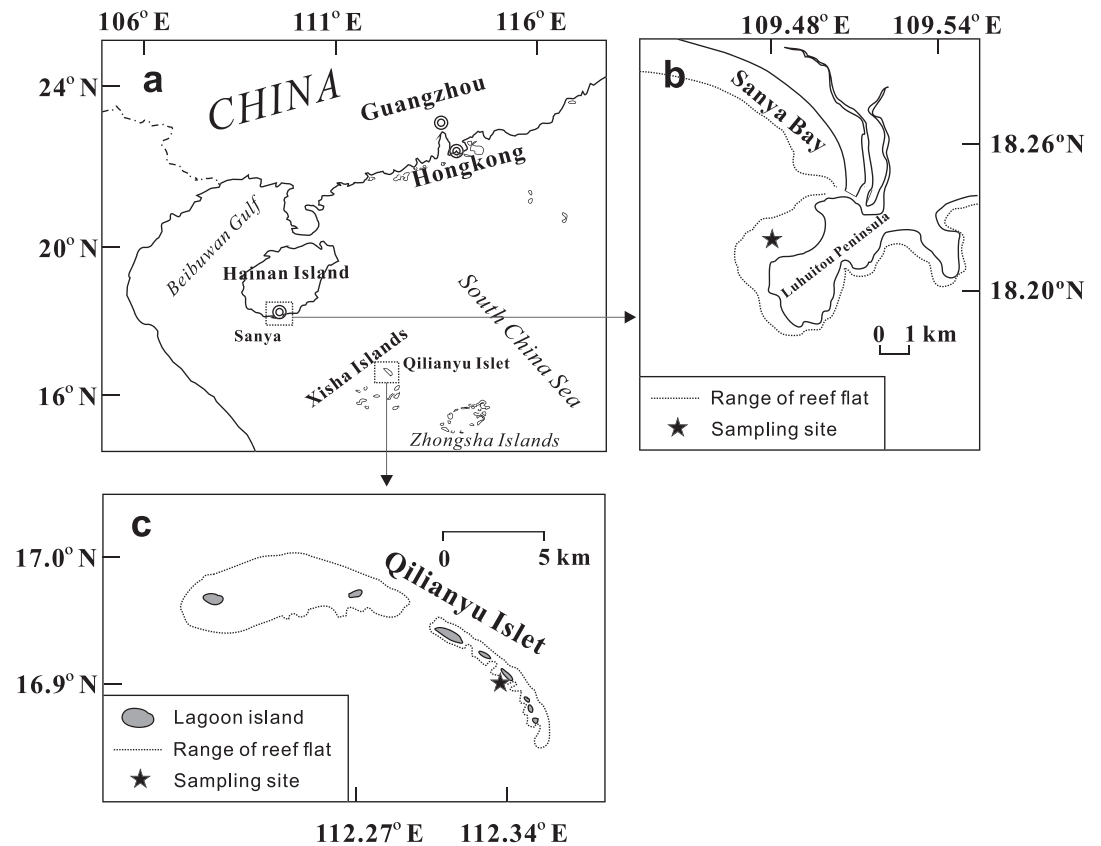 106° E
111° E
116° E
24° N
20° N
16° N
a
CHINA
Guangzhou
Hongkong
Beibuwan Gulf
Hainan Island
Sanya
South China Sea
Xisha Islands
Qilianyu Islet
Zhongsha Islands
109.48° E
109.54° E
b
Sanya Bay
18.26°N
Luhuitou Peninsula
18.20°N
0 1 km
Range of reef flat
Sampling site
c
0 5 km
17.0° N
Qilianyu Islet
16.9° N
Lagoon island
Range of reef flat
Sampling site
112.27° E
112.34° E